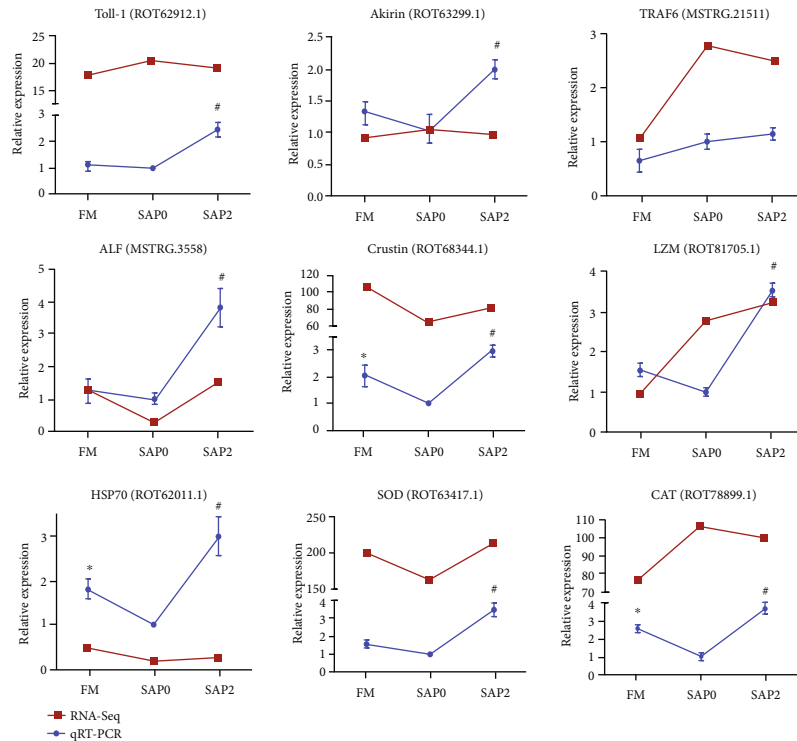 Toll-1 (ROT62912.1)
Relative expression
25
20
15
3
2
1
0
#
FM SAP0 SAP2
Akirin (ROT63299.1)
Relative expression
2.5
2.0
1.5
1.0
0.5
0.0
#
FM SAP0 SAP2
TRAF6 (MSTRG.21511)
Relative expression
3
2
1
0
FM SAP0 SAP2
ALF (MSTRG.3558)
Relative expression
5
4
3
2
1
0
#
FM SAP0 SAP2
Crustin (ROT68344.1)
Relative expression
120
100
80
60
3
2
1
0
*
#
FM SAP0 SAP2
LZM (ROT81705.1)
Relative expression
4
3
2
1
0
#
FM SAP0 SAP2
HSP70 (ROT62011.1)
Relative expression
3
2
1
0
*
#
FM SAP0 SAP2
SOD (ROT63417.1)
Relative expression
250
200
150
4
3
2
1
0
#
FM SAP0 SAP2
CAT (ROT78899.1)
Relative expression
110
100
90
80
70
4
3
2
1
0
*
#
FM SAP0 SAP2
RNA-Seq
qRT-PCR